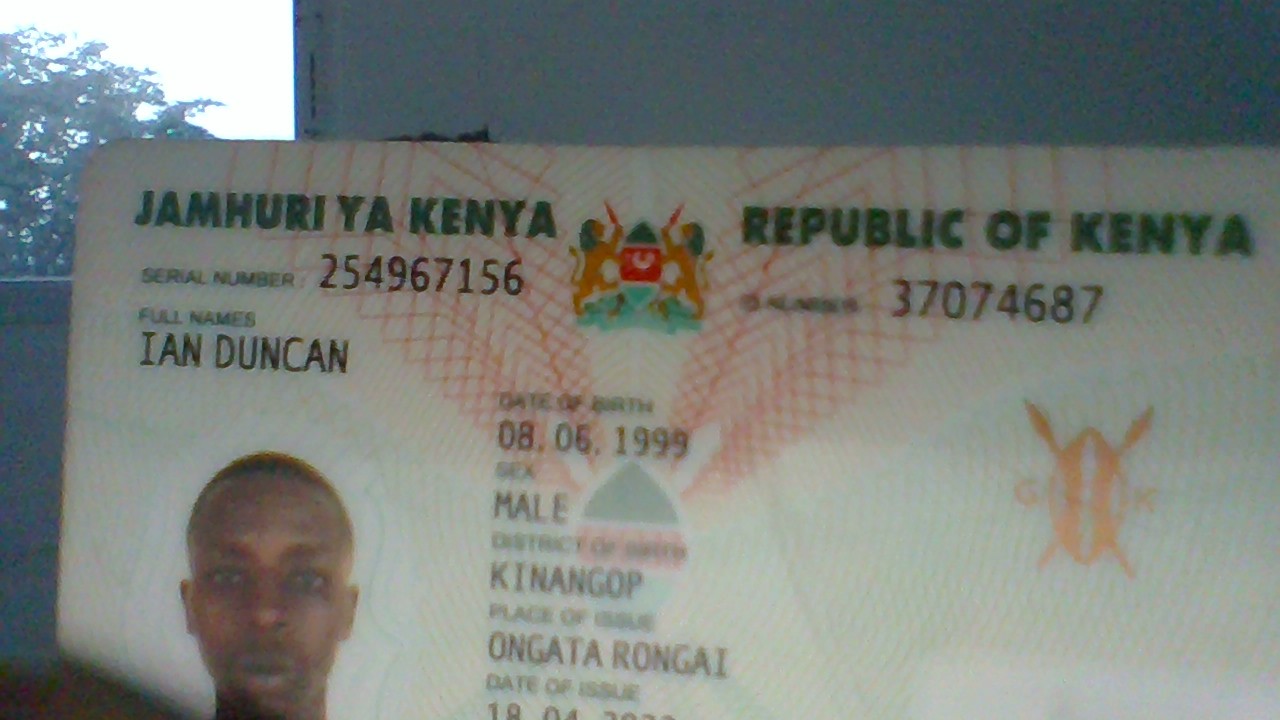 JAMHURI YA KENYA
REPUBLIC OF KENYA
SERIAL NUMBER: 254967156
ID NUMBER: 37074687
FULL NAMES
IAN DUNCAN
DATE OF BIRTH
08. 06. 1999
SEX
MALE
DISTRICT OF BIRTH
KINANGOP
PLACE OF ISSUE
ONGATA RONGAI
DATE OF ISSUE
18. 04.
G K